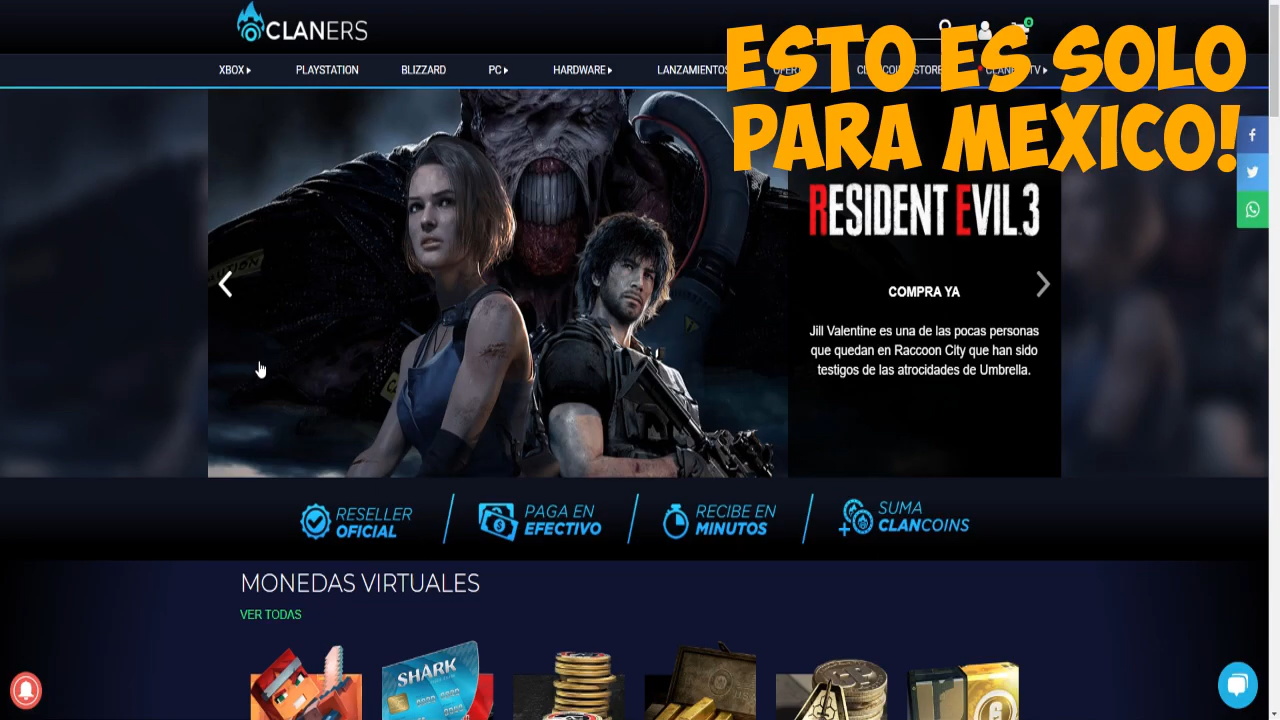 CLANERS
0
ESTO ES SOLO
PARA MEXICO!
XBOX
PLAYSTATION
BLIZZARD
PC
HARDWARE
LANZAMIENTOS
RESIDENT EVIL 3
COMPRA YA
Jill Valentine es una de las pocas personas
que quedan en Raccoon City que han sido
testigos de las atrocidades de Umbrella.
RESELLER
OFICIAL
PAGA EN
EFECTIVO
RECIBE EN
MINUTOS
SUMA
CLANCOINS
MONEDAS VIRTUALES
VER TODAS
SHARK